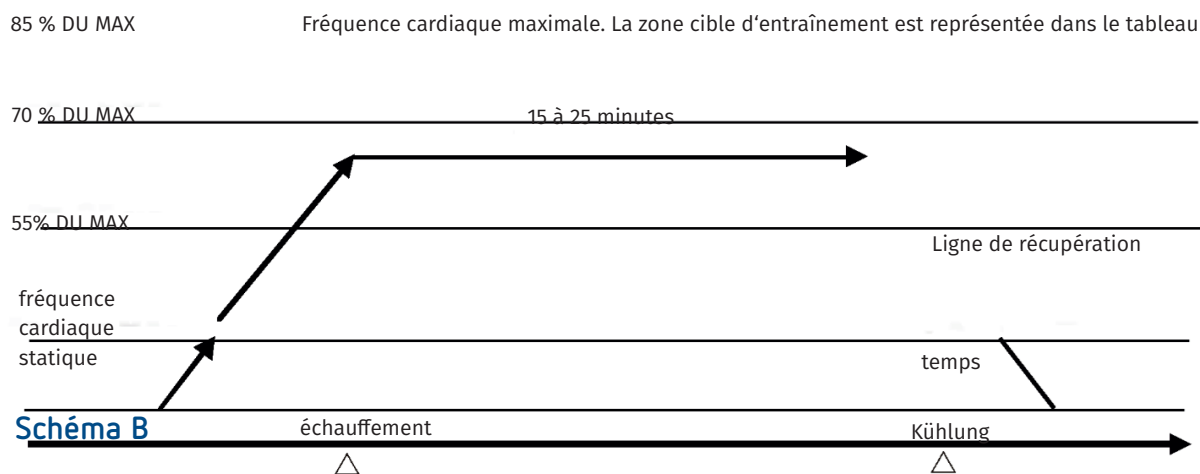 85 % DU MAX
Fréquence cardiaque maximale. La zone cible d‘entraînement est représentée dans le tableau
70 % DU MAX
15 à 25 minutes
55% DU MAX
Ligne de récupération
fréquence
cardiaque
statique
temps
Schéma B
échauffement
Kühlung